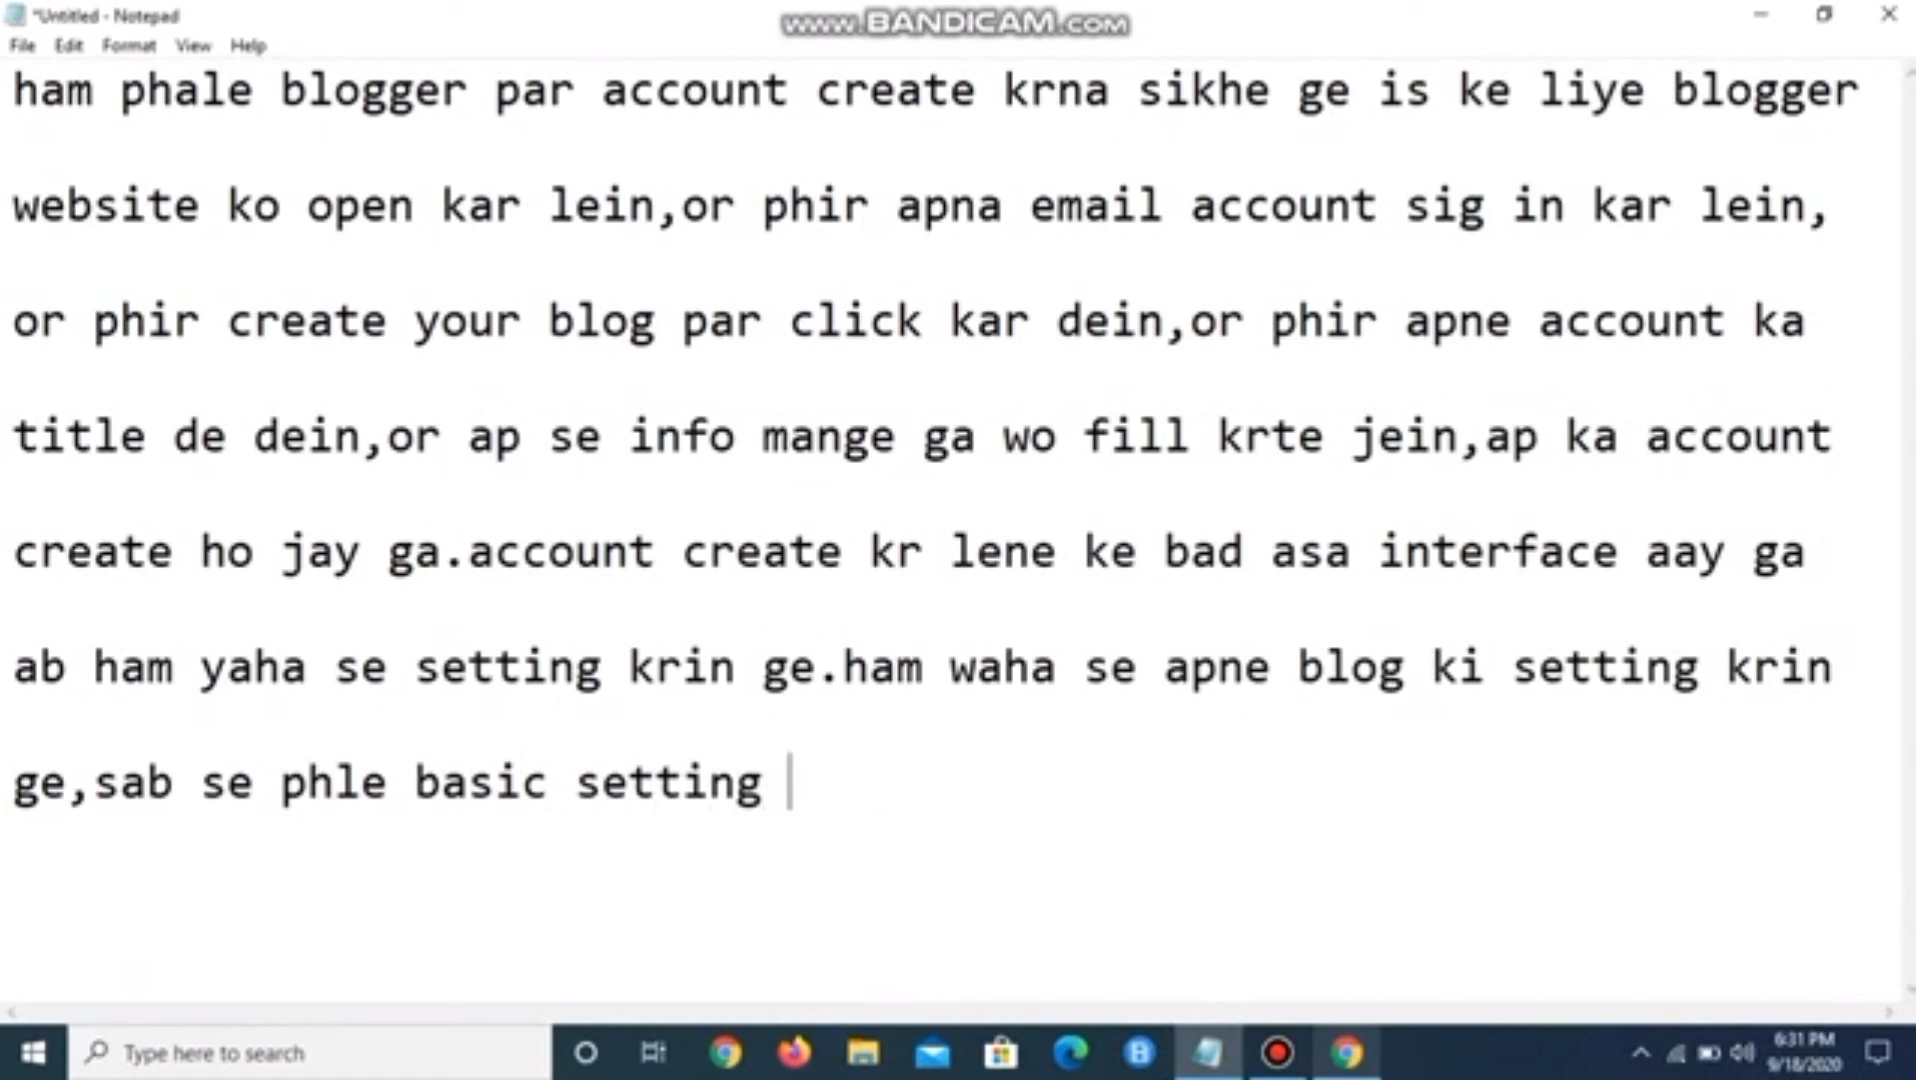 *Untitled - Notepad
www.BANDICAM.com
File Edit Format View Help
ham phale blogger par account create krna sikhe ge is ke liye blogger
website ko open kar lein,or phir apna email account sig in kar lein,
or phir create your blog par click kar dein,or phir apne account ka
title de dein,or ap se info mange ga wo fill krte jein,ap ka account
create ho jay ga.account create kr lene ke bad asa interface aay ga
ab ham yaha se setting krin ge.ham waha se apne blog ki setting krin
ge,sab se phle basic setting
Type here to search
6:31 PM
9/18/2020